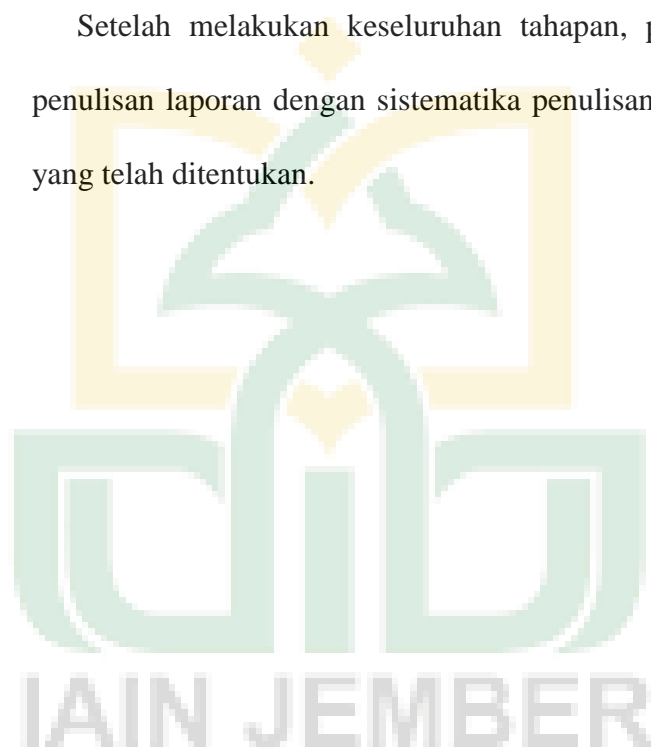 Setelah melakukan keseluruhan tahapan,
penulisan laporan dengan sistematika penulisan
yang telah ditentukan.
IAIN JEMBER